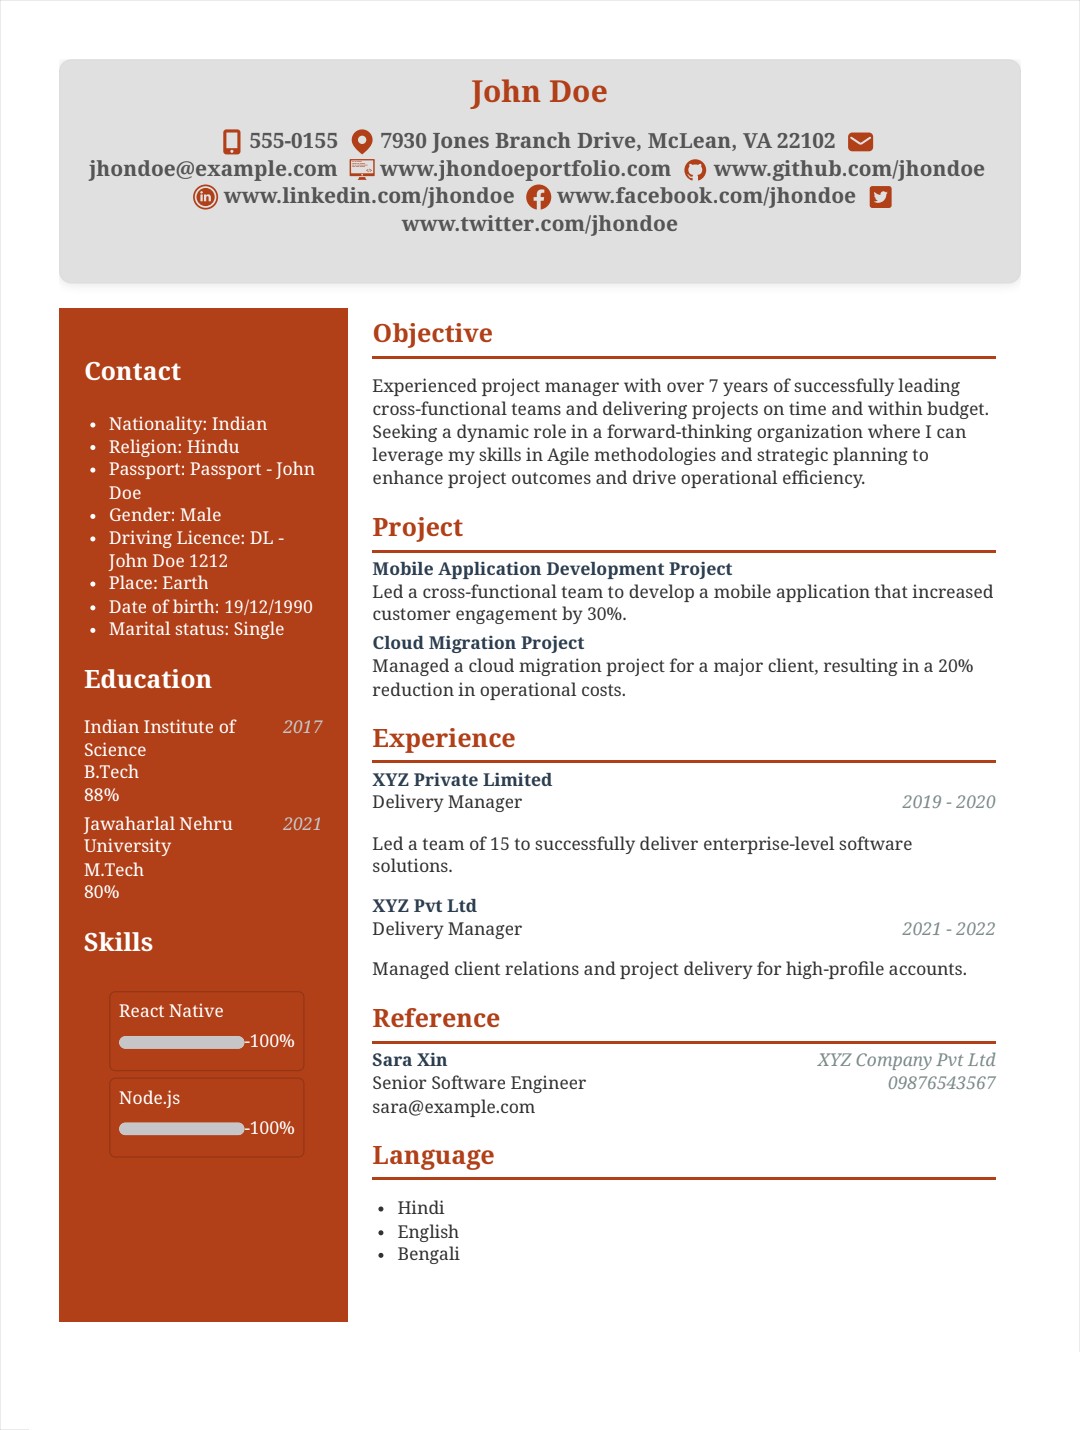 John Doe
555-0155 7930 Jones Branch Drive, McLean, VA 22102
jhondoe@example.com www.jhondoeportfolio.com www.github.com/jhondoe
www.linkedin.com/jhondoe www.facebook.com/jhondoe
www.twitter.com/jhondoe
Contact
• Nationality: Indian
• Religion: Hindu
• Passport: Passport - John
Doe
• Gender: Male
• Driving Licence: DL -
John Doe 1212
• Place: Earth
• Date of birth: 19/12/1990
• Marital status: Single
Education
Indian Institute of 2017
Science
B.Tech
88%
Jawaharlal Nehru 2021
University
M.Tech
80%
Skills
React Native
-100%
Node.js
-100%
Objective
Experienced project manager with over 7 years of successfully leading
cross-functional teams and delivering projects on time and within budget.
Seeking a dynamic role in a forward-thinking organization where I can
leverage my skills in Agile methodologies and strategic planning to
enhance project outcomes and drive operational efficiency.
Project
Mobile Application Development Project
Led a cross-functional team to develop a mobile application that increased
customer engagement by 30%.
Cloud Migration Project
Managed a cloud migration project for a major client, resulting in a 20%
reduction in operational costs.
Experience
XYZ Private Limited
Delivery Manager 2019 - 2020
Led a team of 15 to successfully deliver enterprise-level software
solutions.
XYZ Pvt Ltd
Delivery Manager 2021 - 2022
Managed client relations and project delivery for high-profile accounts.
Reference
Sara Xin XYZ Company Pvt Ltd
Senior Software Engineer 09876543567
sara@example.com
Language
• Hindi
• English
• Bengali